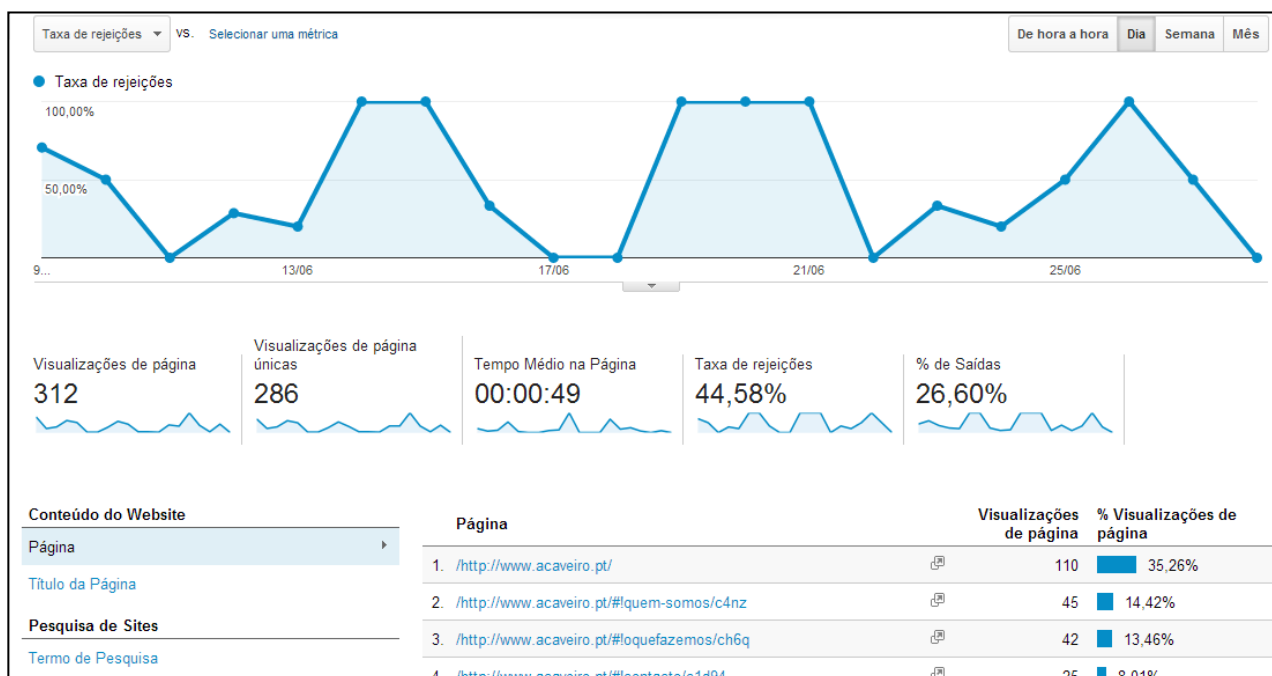 Taxa de rejeições VS. Selecionar uma métrica De hora a hora Dia Semana Mês
Taxa de rejeições
100,00%
50,00%
9... 13/06 17/06 21/06 25/06
Visualizações de página
312
Visualizações de página
únicas
286
Tempo Médio na Página
00:00:49
Taxa de rejeições
44,58%
% de Saídas
26,60%
Conteúdo do Website
Página
Título da Página
Pesquisa de Sites
Termo de Pesquisa
Página Visualizações de página % Visualizações de página
1. /http://www.acaveiro.pt/ 110 35,26%
2. /http://www.acaveiro.pt/#!quem-somos/c4nz 45 14,42%
3. /http://www.acaveiro.pt/#!oquefazemos/ch6q 42 13,46%
4. 25 8,01%